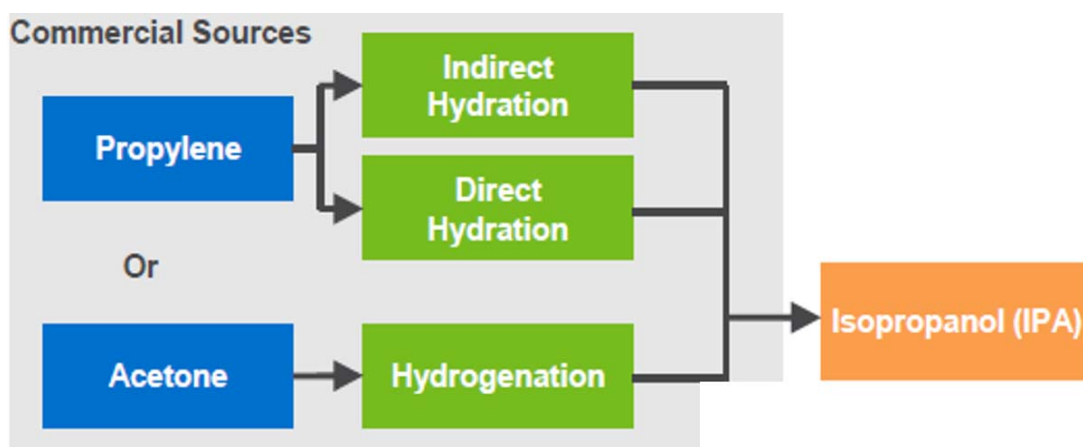 Commercial Sources
Indirect
Hydration
Propylene
Direct
Hydration
Or
Acetone
Hydrogenation
Isopropanol (IPA)